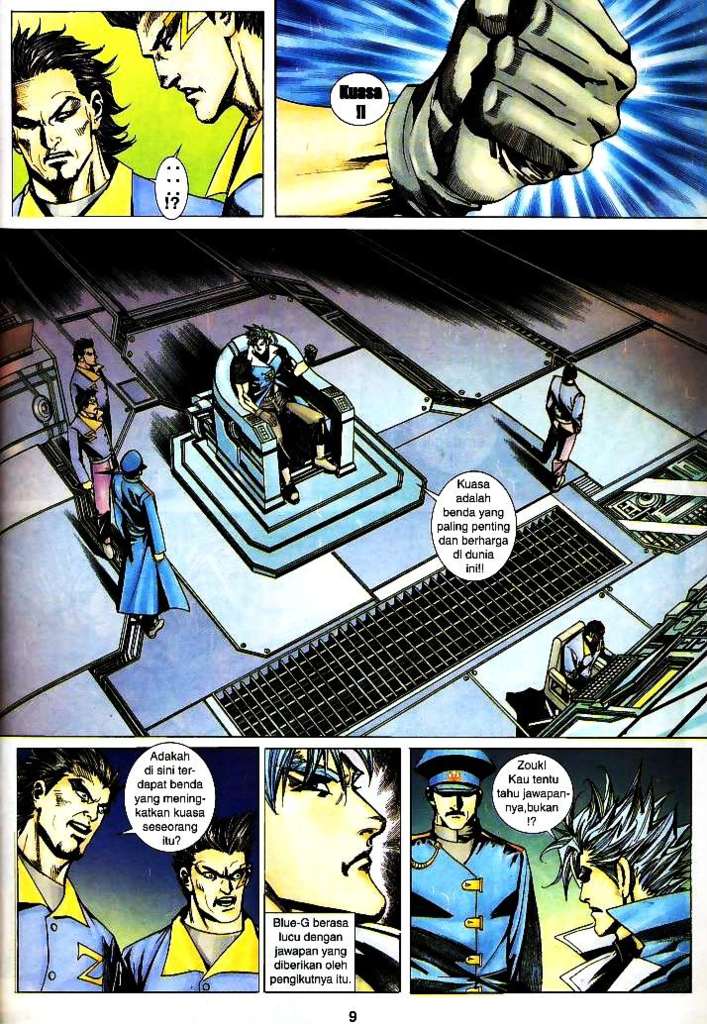 ....
!?
Kuasa
!!
Kuasa
adalah
benda yang
paling penting
dan berharga
di dunia
ini!!
Adakah
di sini ter-
dapat benda
yang mening-
katkan kuasa
seseorang
itu?
Z
Blue-G berasa
lucu dengan
jawapan yang
diberikan oleh
pengikutnya itu.
Zouk!
Kau tentu
tahu jawapan-
nya,bukan
!?
9